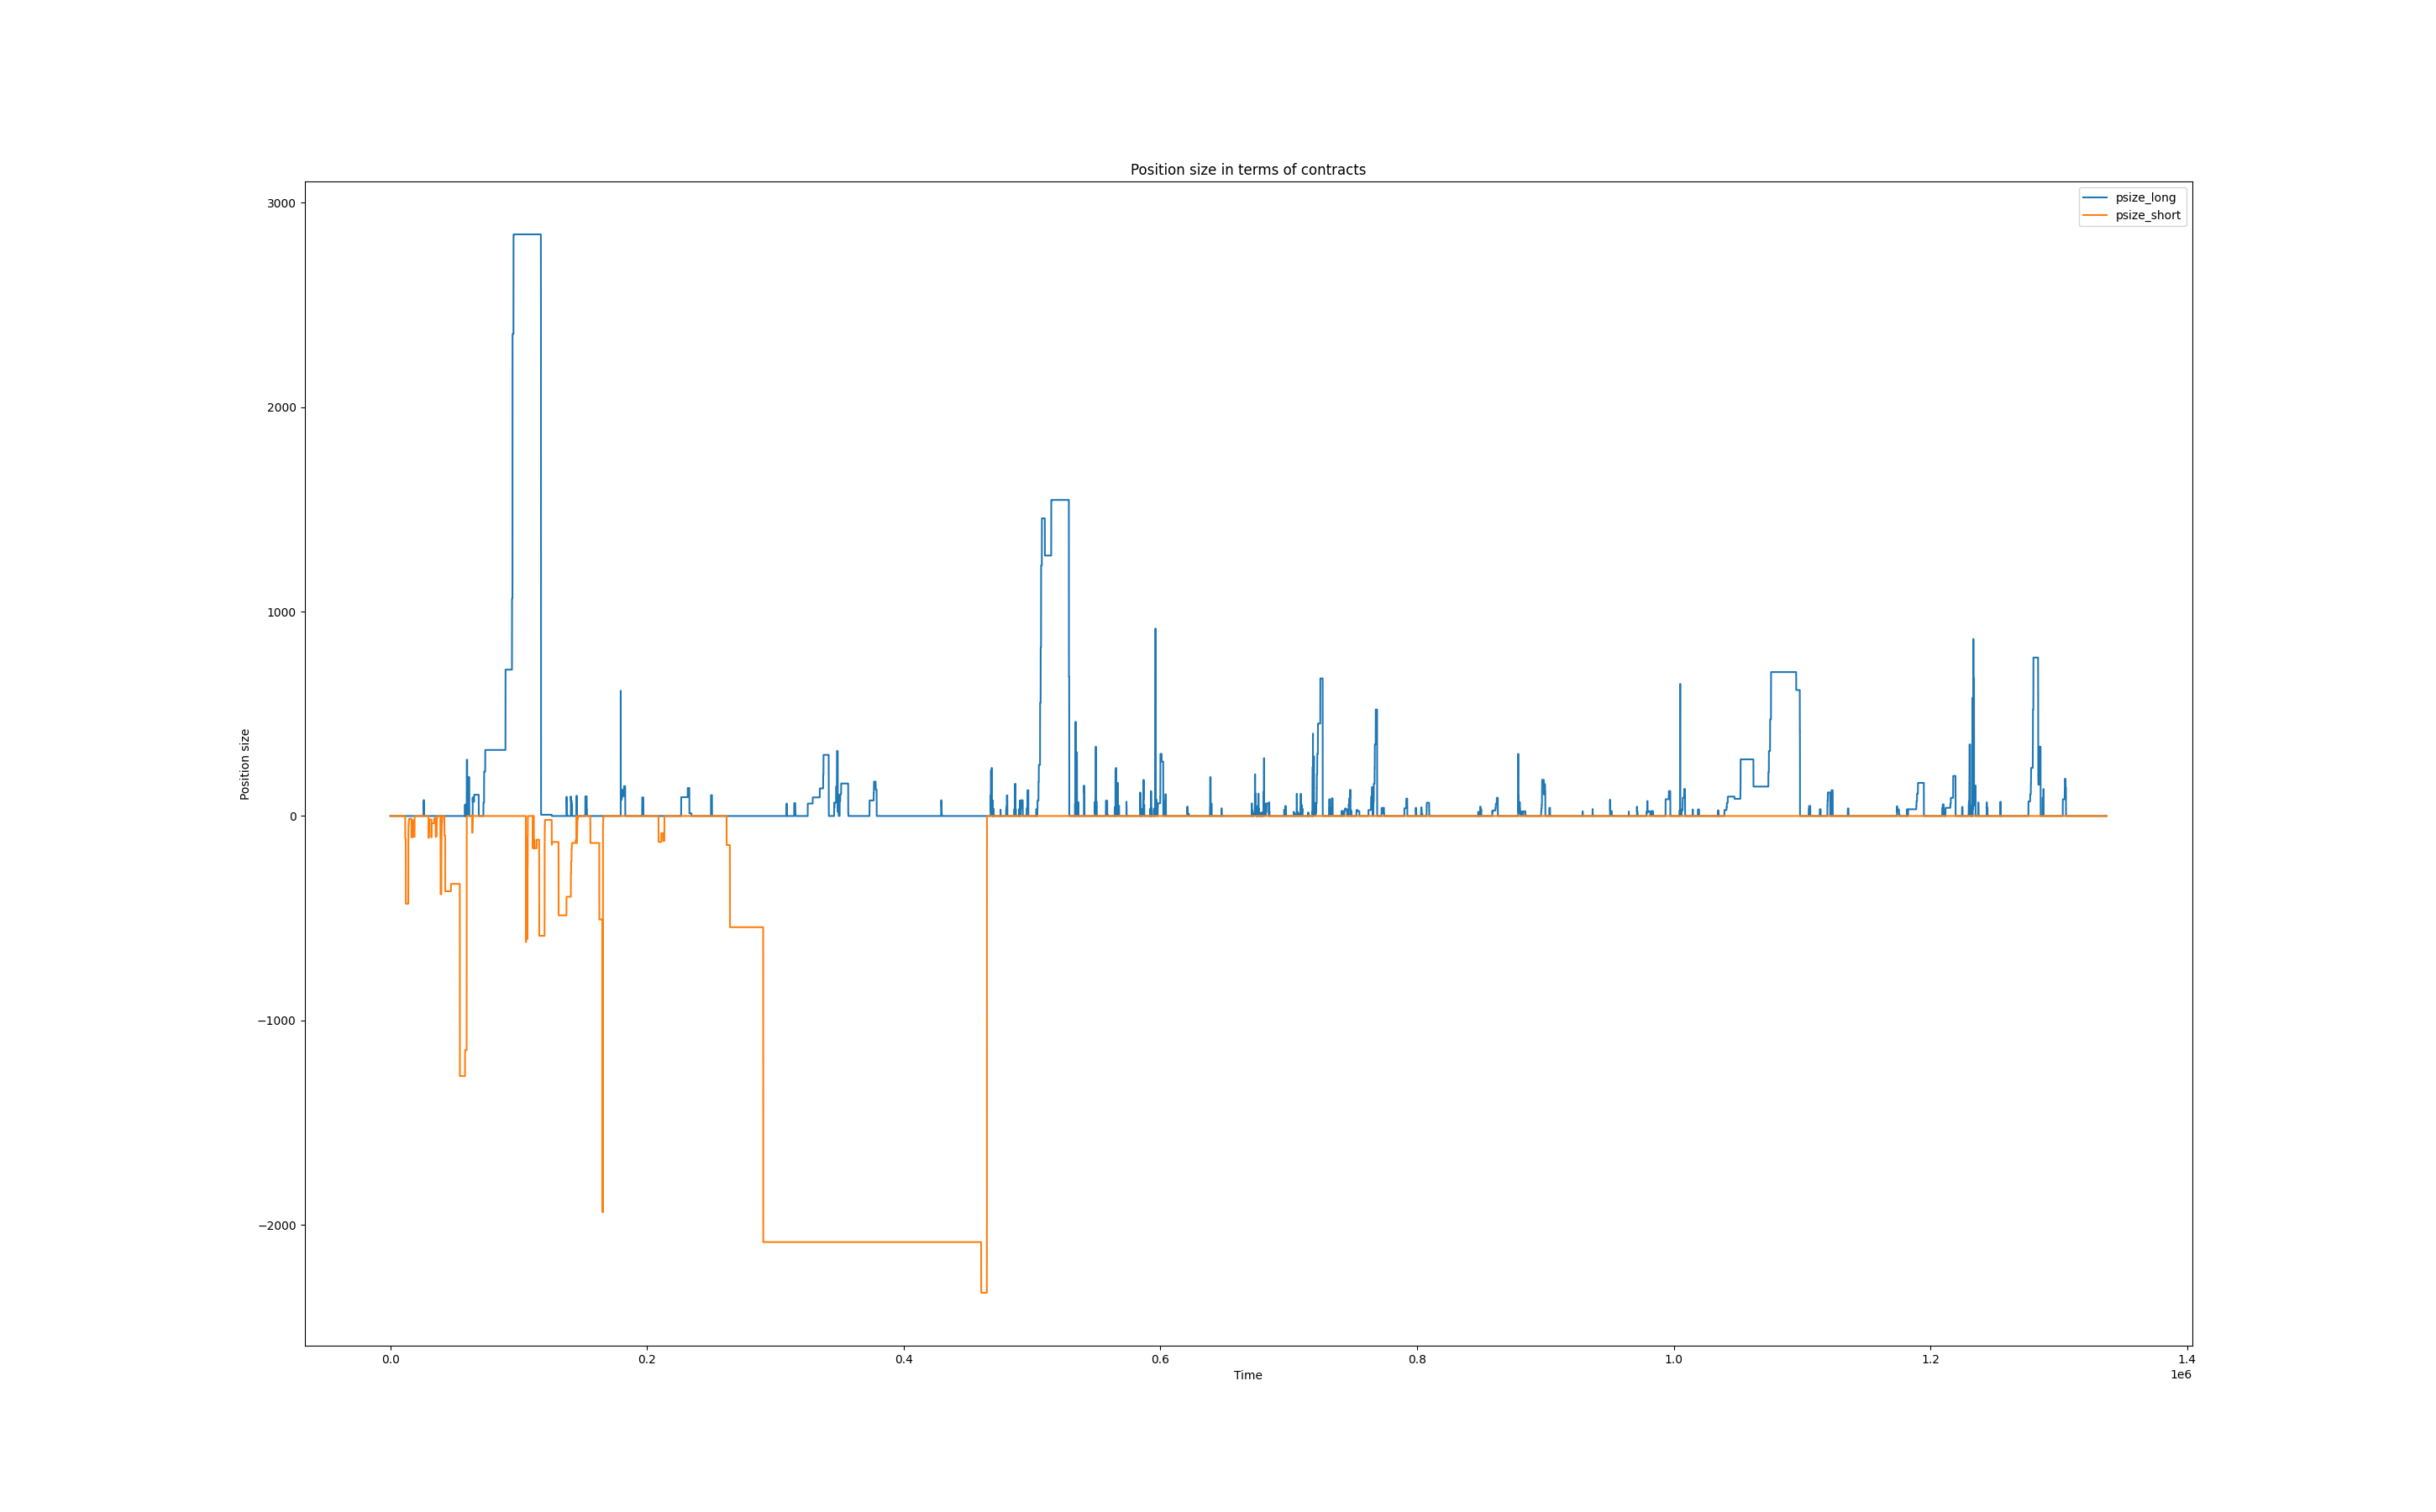 Position size in terms of contracts
psize_long
psize_short
3000
2000
1000
0
−1000
−2000
Position size
0.0
0.2
0.4
0.6
0.8
1.0
1.2
1.4
1e6
Time